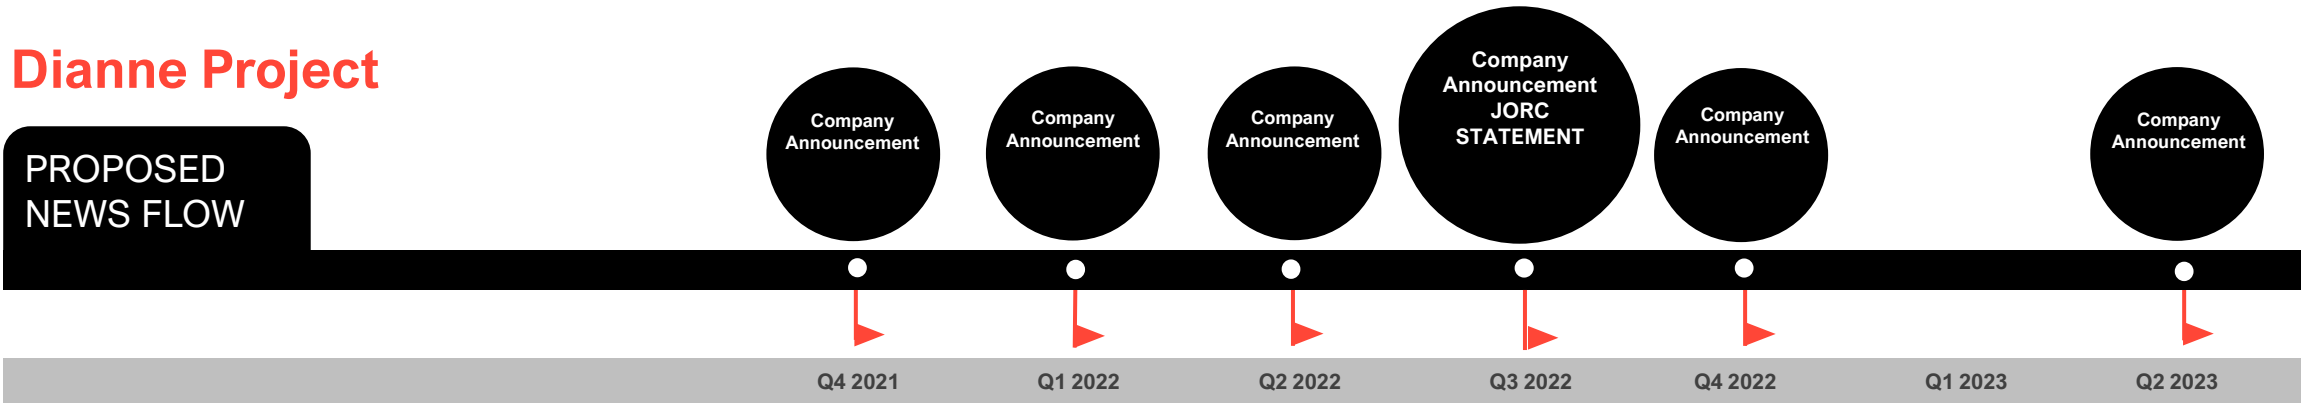 Dianne Project
PROPOSED
NEWS FLOW
Company
Announcement
Company
Announcement
Company
Announcement
Company
Announcement
JORC
STATEMENT
Company
Announcement
Company
Announcement
Q4 2021
Q1 2022
Q2 2022
Q3 2022
Q4 2022
Q1 2023
Q2 2023